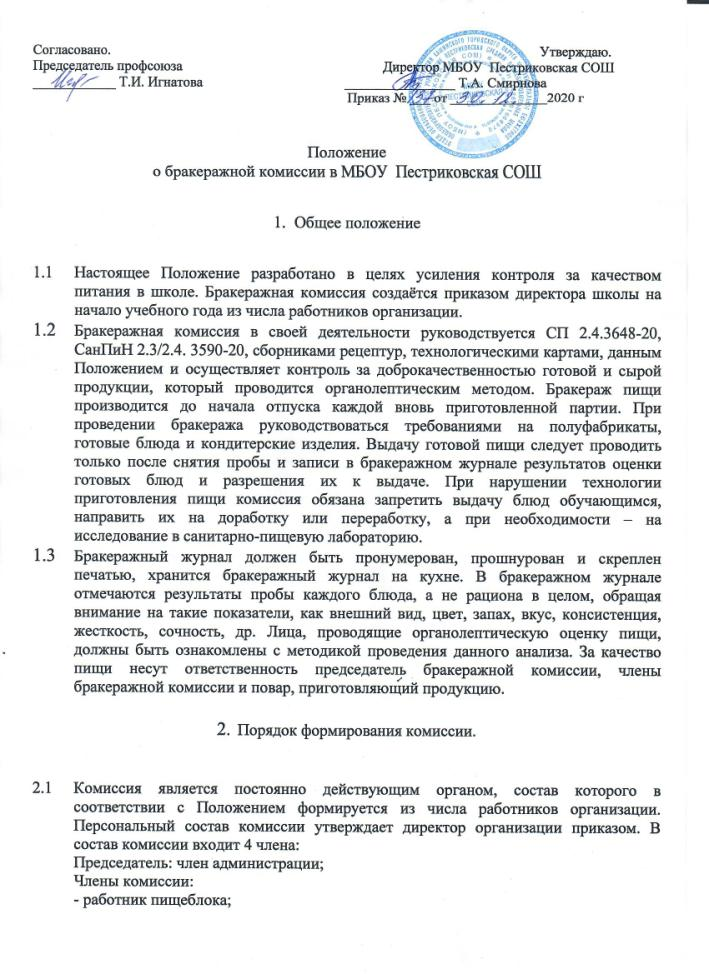 Согласовано. Утверждаю.
Председатель профсоюза Директор МБОУ Пестриковская СОШ
____________ Т.И. Игнатова ____________ Т.А. Смирнова
Приказ № от 2020 г
Положение
о бракеражной комиссии в МБОУ Пестриковская СОШ
1. Общее положение
1.1 Настоящее Положение разработано в целях усиления контроля за качеством
питания в школе. Бракеражная комиссия создаётся приказом директора школы на
начало учебного года из числа работников организации.
1.2 Бракеражная комиссия в своей деятельности руководствуется СП 2.4.3648-20,
СанПиН 2.3/2.4. 3590-20, сборниками рецептур, технологическими картами, данным
Положением и осуществляет контроль за доброкачественностью готовой и сырой
продукции, который проводится органолептическим методом. Бракераж пищи
производится до начала отпуска каждой вновь приготовленной партии. При
проведении бракеража руководствоваться требованиями на полуфабрикаты,
готовые блюда и кондитерские изделия. Выдачу готовой пищи следует проводить
только после снятия пробы и записи в бракеражном журнале результатов оценки
готовых блюд и разрешения их к выдаче. При нарушении технологии
приготовления пищи комиссия обязана запретить выдачу блюд обучающимся,
направить их на доработку или переработку, а при необходимости – на
исследование в санитарно-пищевую лабораторию.
1.3 Бракеражный журнал должен быть пронумерован, прошнурован и скреплен
печатью, хранится бракеражный журнал на кухне. В бракеражном журнале
отмечаются результаты пробы каждого блюда, а не рациона в целом, обращая
внимание на такие показатели, как внешний вид, цвет, запах, вкус, консистенция,
жесткость, сочность, др. Лица, проводящие органолептическую оценку пищи,
должны быть ознакомлены с методикой проведения данного анализа. За качество
пищи несут ответственность председатель бракеражной комиссии, члены
бракеражной комиссии и повар, приготовляющий продукцию.
2. Порядок формирования комиссии.
2.1 Комиссия является постоянно действующим органом, состав которого в
соответствии с Положением формируется из числа работников организации.
Персональный состав комиссии утверждает директор организации приказом. В
состав комиссии входит 4 члена:
Председатель: член администрации;
Члены комиссии:
- работник пищеблока;